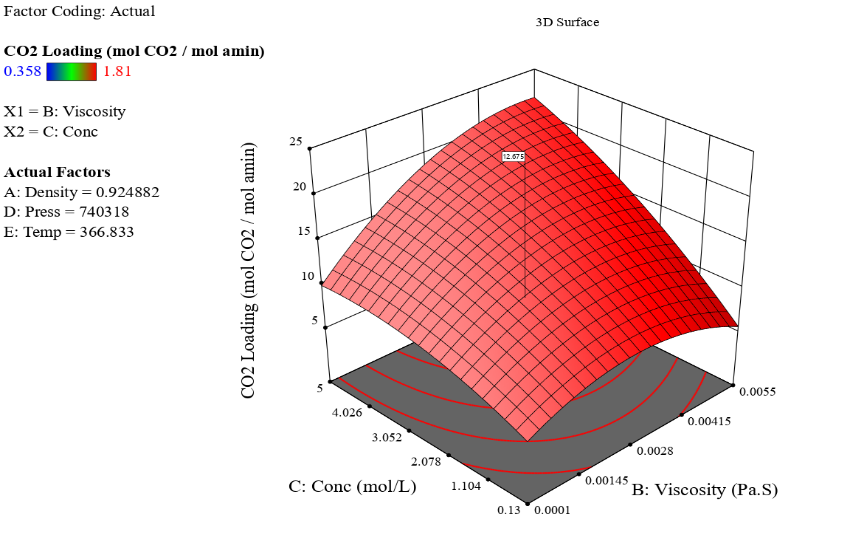 Factor Coding: Actual
3D Surface
CO2 Loading (mol CO2 / mol amin)
0.358 1.81
X1 = B: Viscosity
X2 = C: Conc
Actual Factors
A: Density = 0.924882
D: Press = 740318
E: Temp = 366.833
CO2 Loading (mol CO2 / mol amin)
25
20
15
10
5
12.675
5
4.026
3.052
2.078
1.104
0.13
C: Conc (mol/L)
0.0001
0.00145
0.0028
0.00415
0.0055
B: Viscosity (Pa.S)